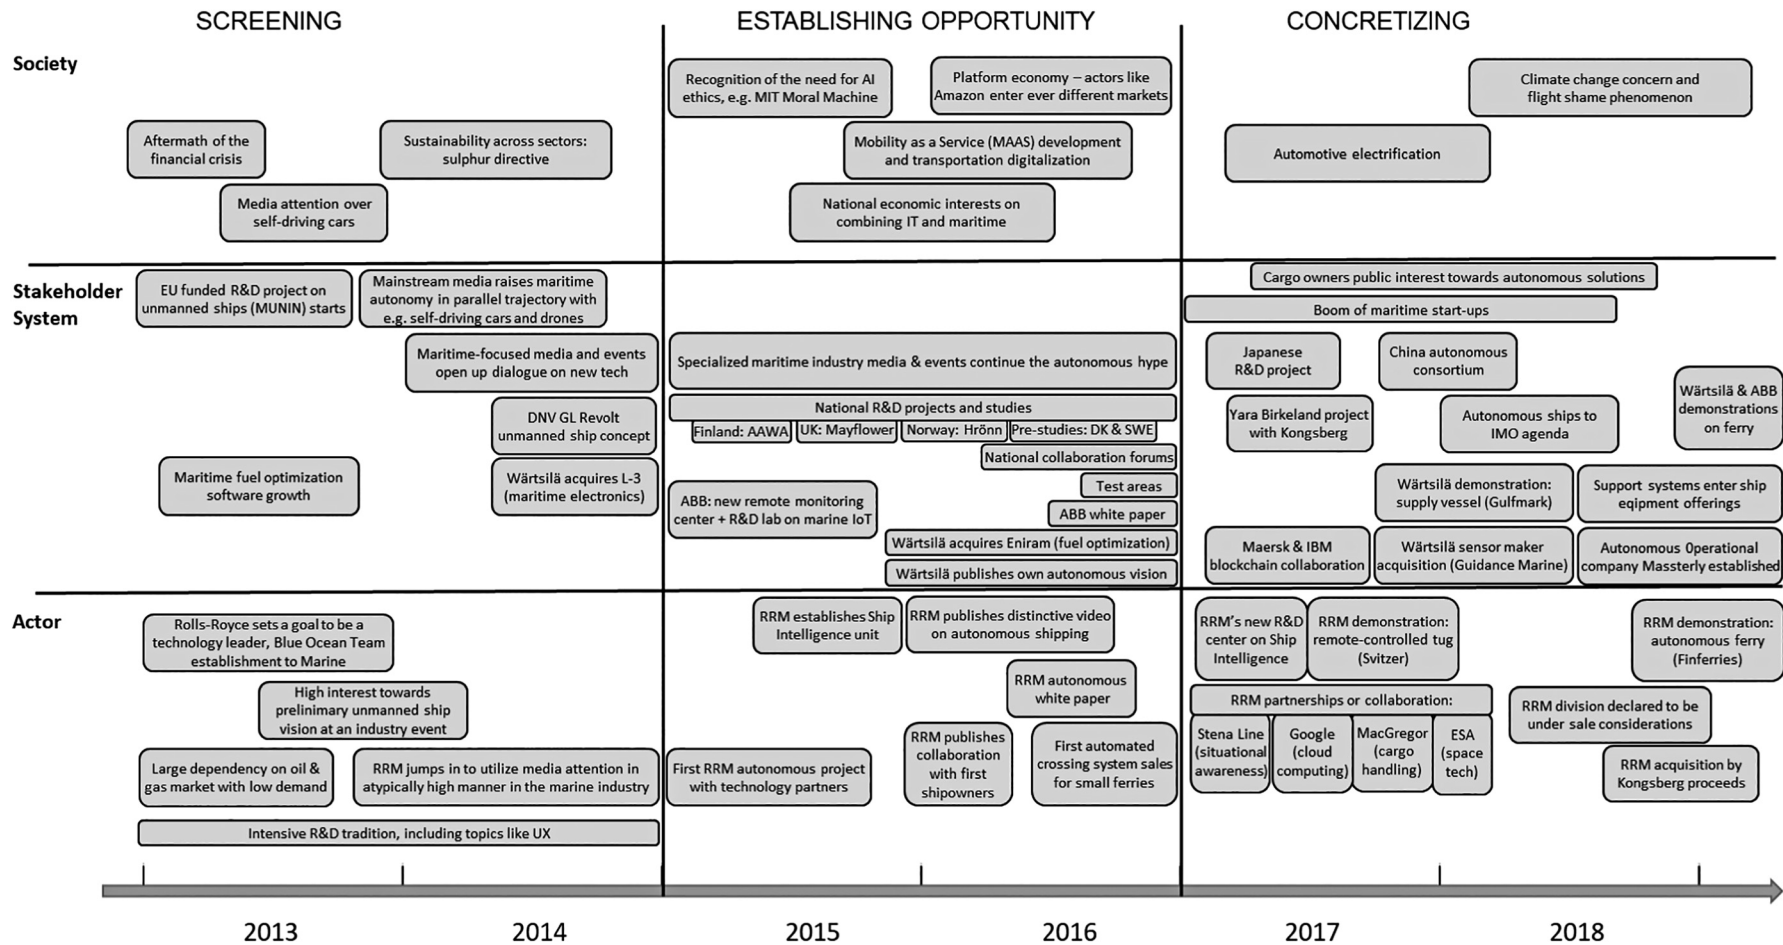 SCREENING
ESTABLISHING OPPORTUNITY
CONCRETIZING
Society
Aftermath of the
financial crisis
Media attention over
self-driving cars
Sustainability across sectors:
sulphur directive
Recognition of the need for AI
ethics, e.g. MIT Moral Machine
Platform economy – actors like
Amazon enter ever different markets
Mobility as a Service (MAAS) development
and transportation digitalization
National economic interests on
combining IT and maritime
Climate change concern and
flight shame phenomenon
Automotive electrification
Stakeholder
System
EU funded R&D project on
unmanned ships (MUNIN) starts
Mainstream media raises maritime
autonomy in parallel trajectory with
e.g. self-driving cars and drones
Maritime-focused media and events
open up dialogue on new tech
DNV GL Revolt
unmanned ship concept
Maritime fuel optimization
software growth
Wärtsilä acquires L-3
(maritime electronics)
Specialized maritime industry media & events continue the autonomous hype
National R&D projects and studies
Finland: AAWA
UK: Mayflower
Norway: Hrönn
Pre-studies: DK & SWE
National collaboration forums
Test areas
ABB: new remote monitoring
center + R&D lab on marine IoT
ABB white paper
Wärtsilä acquires Eniram (fuel optimization)
Wärtsilä publishes own autonomous vision
Cargo owners public interest towards autonomous solutions
Boom of maritime start-ups
Japanese
R&D project
China autonomous
consortium
Wärtsilä & ABB
demonstrations
on ferry
Yara Birkeland project
with Kongsberg
Autonomous ships to
IMO agenda
Wärtsilä demonstration:
supply vessel (Gulfmark)
Support systems enter ship
eqipment offerings
Maersk & IBM
blockchain collaboration
Wärtsilä sensor maker
acquisition (Guidance Marine)
Autonomous Operational
company Massterly established
Actor
Rolls-Royce sets a goal to be a
technology leader, Blue Ocean Team
establishment to Marine
High interest towards
preliminary unmanned ship
vision at an industry event
Large dependency on oil &
gas market with low demand
RRM jumps in to utilize media attention in
atypically high manner in the marine industry
Intensive R&D tradition, including topics like UX
RRM establishes Ship
Intelligence unit
RRM publishes distinctive video
on autonomous shipping
RRM autonomous
white paper
First RRM autonomous project
with technology partners
RRM publishes
collaboration
with first
shipowners
First automated
crossing system sales
for small ferries
RRM's new R&D
center on Ship
Intelligence
RRM demonstration:
remote-controlled tug
(Svitzer)
RRM demonstration:
autonomous ferry
(Finferries)
RRM partnerships or collaboration:
Stena Line
(situational
awareness)
Google
(cloud
computing)
MacGregor
(cargo
handling)
ESA
(space
tech)
RRM division declared to be
under sale considerations
RRM acquisition by
Kongsberg proceeds
2013
2014
2015
2016
2017
2018